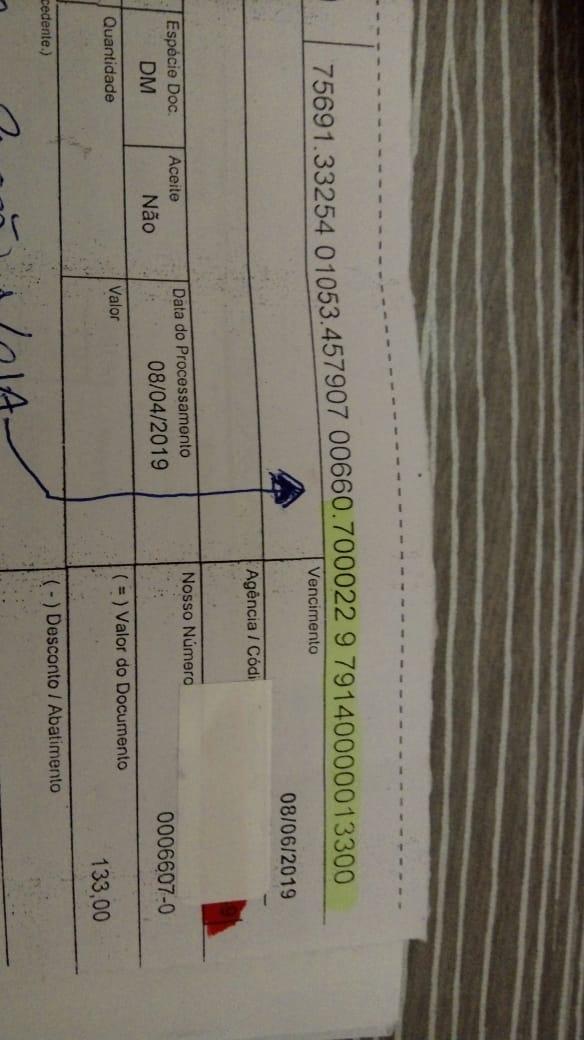 75691.33254 01053.457907 00660.700022 9 79140000013300
Vencimento
08/06/2019
Agência / Códi
Espécie Doc.
DM
Aceite
Não
Data do Processamento
08/04/2019
Nosso Número
0006607-0
Quantidade
Valor
( = ) Valor do Documento
133,00
cedente.)
( - ) Desconto / Abatimento